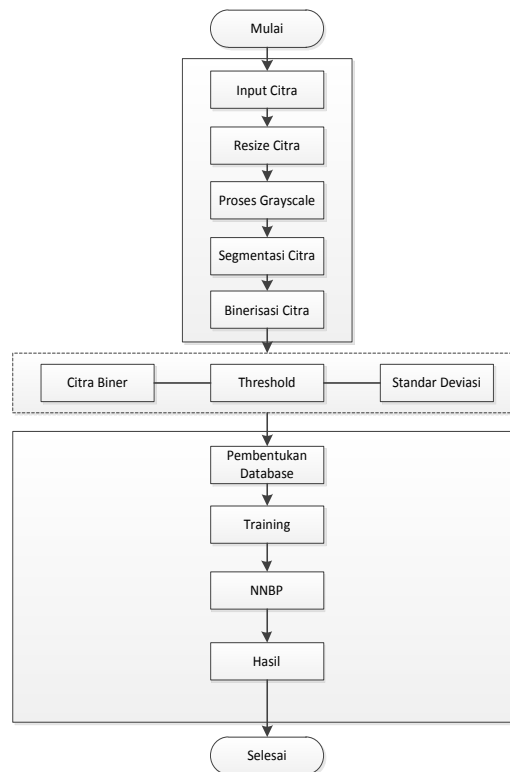 Mulai
Input Citra
Resize Citra
Proses Grayscale
Segmentasi Citra
Binerisasi Citra
Citra Biner
Threshold
Standar Deviasi
Pembentukan
Database
Training
NNBP
Hasil
Selesai